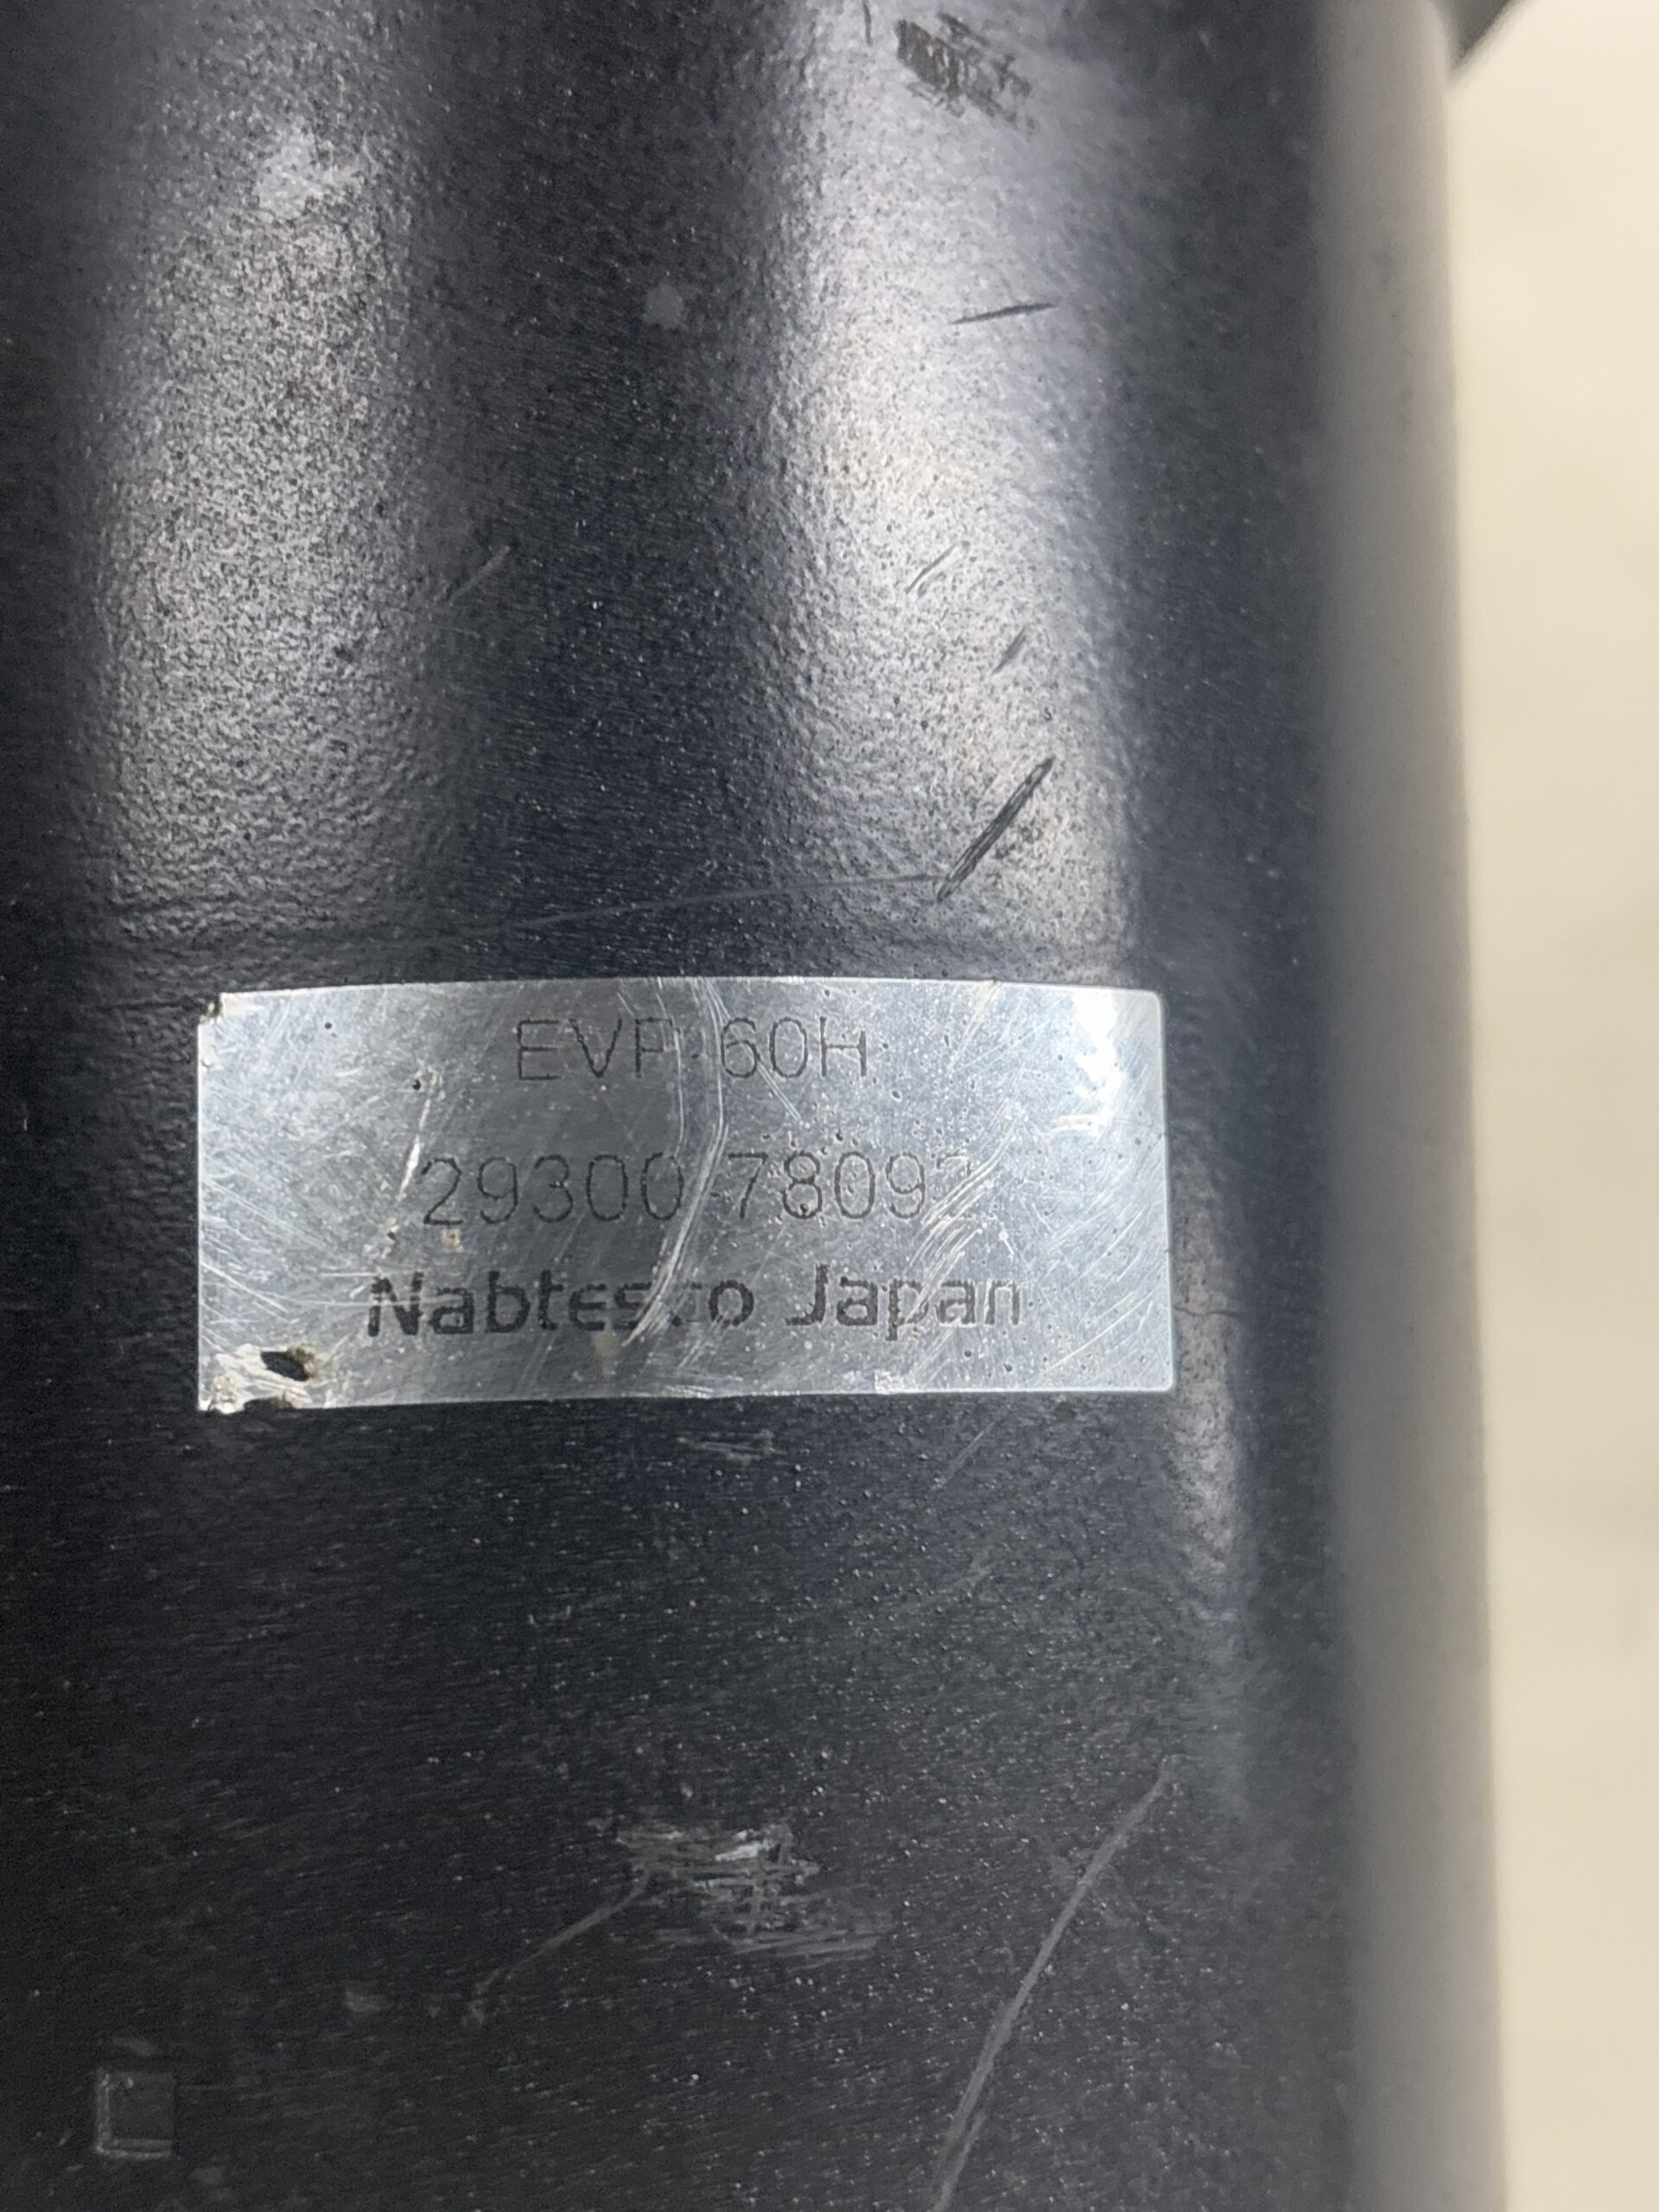 EVP 60H
Nabtesco Japan